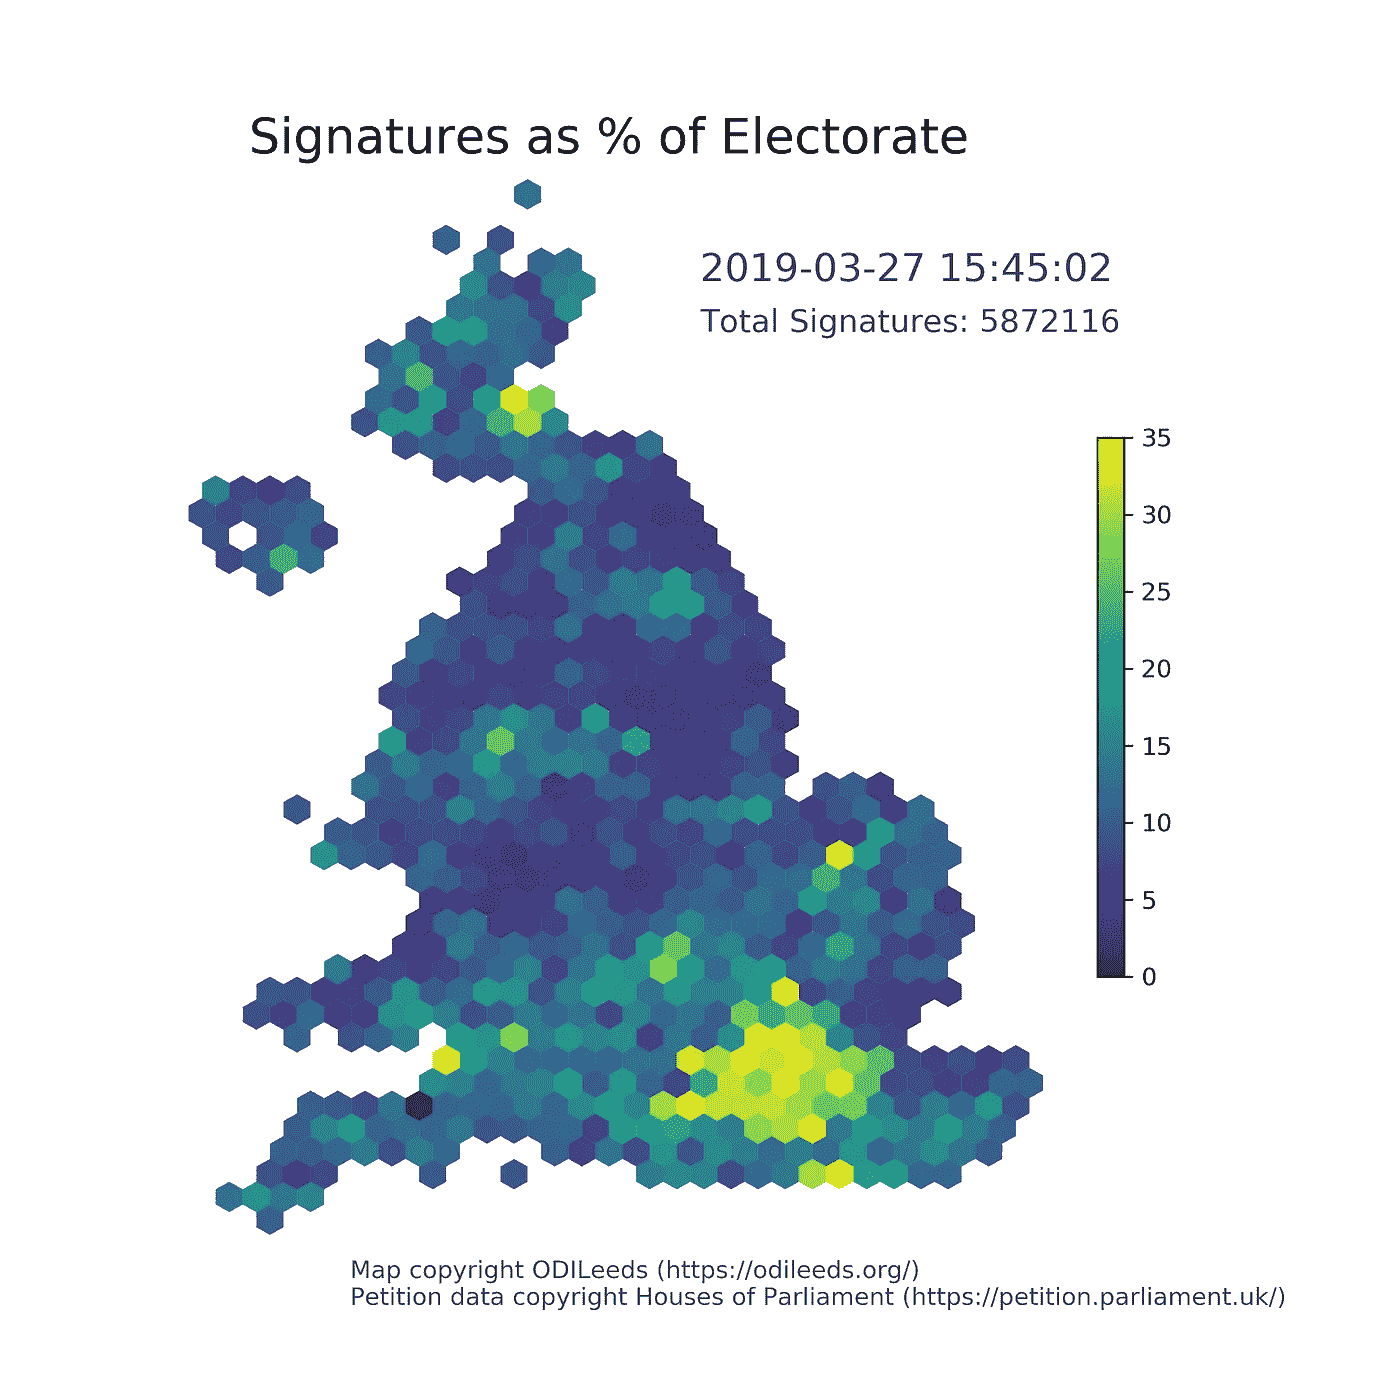 Signatures as % of Electorate
2019-03-27 15:45:02
Total Signatures: 5872116
35
30
25
20
15
10
5
0
Map copyright ODILeeds (https://odileeds.org/)
Petition data copyright Houses of Parliament (https://petition.parliament.uk/)